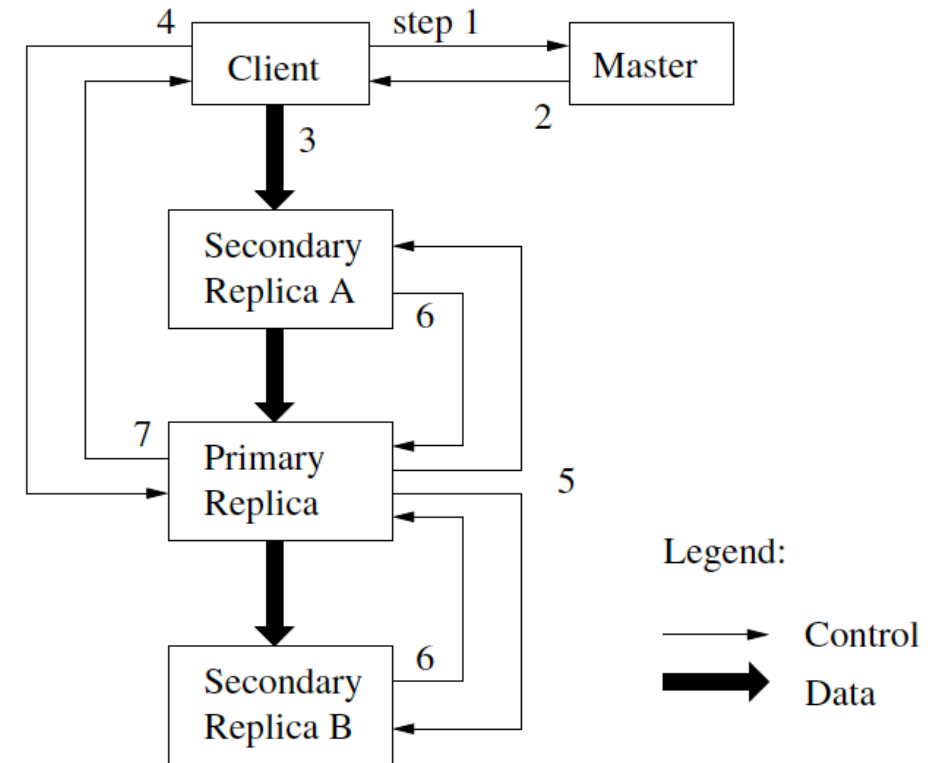 4
step 1
Client
Master
2
3
Secondary
Replica A
6
7
Primary
Replica
5
Legend:
6
Control
Secondary
Replica B
Data